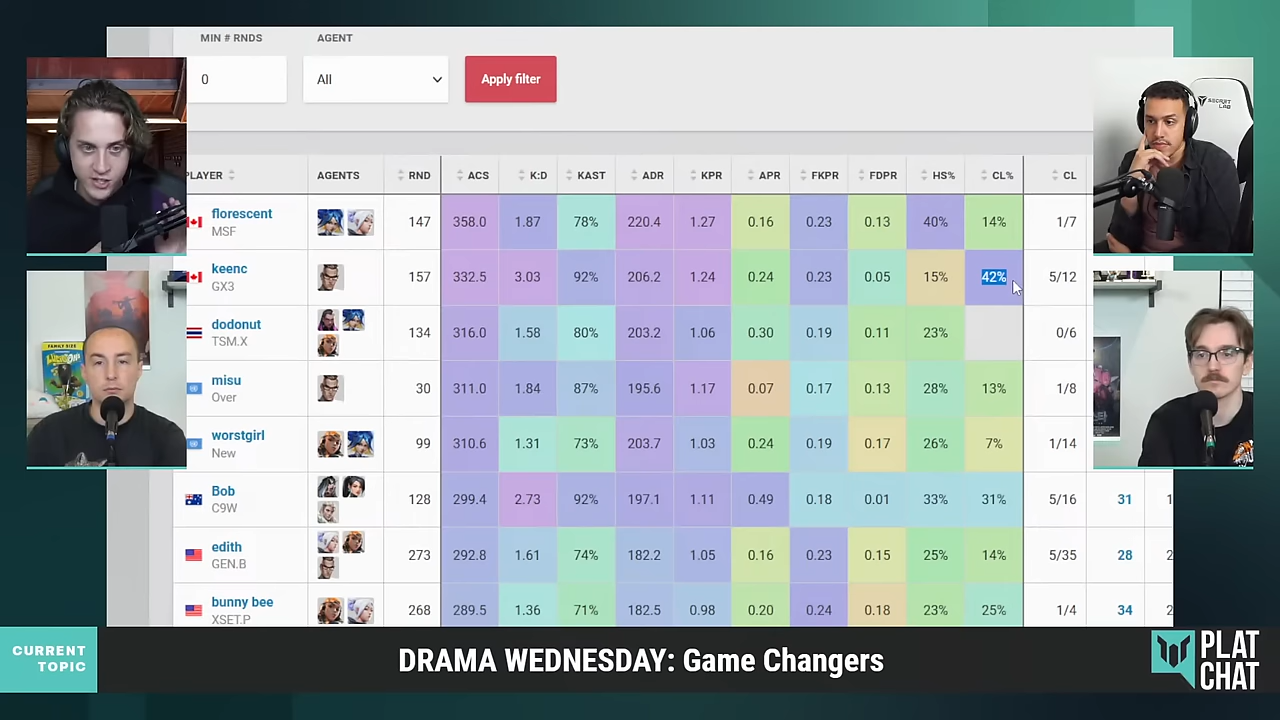 MIN # RNDS AGENT
0 All Apply filter
PLAYER AGENTS RND ACS K:D KAST ADR KPR APR FKPR FDPR HS% CL% CL
florescent
MSF
147 358.0 1.87 78% 220.4 1.27 0.16 0.23 0.13 40% 14% 1/7
keenc
GX3
157 332.5 3.03 92% 206.2 1.24 0.24 0.23 0.05 15% 42% 5/12
dodonut
TSM.X
134 316.0 1.58 80% 203.2 1.06 0.30 0.19 0.11 23% 0/6
misu
Over
30 311.0 1.84 87% 195.6 1.17 0.07 0.17 0.13 28% 13% 1/8
worstgirl
New
99 310.6 1.31 73% 203.7 1.03 0.24 0.19 0.17 26% 7% 1/14
Bob
C9W
128 299.4 2.73 92% 197.1 1.11 0.49 0.18 0.01 33% 31% 5/16 31 1
edith
GEN.B
273 292.8 1.61 74% 182.2 1.05 0.16 0.23 0.15 25% 14% 5/35 28 2
bunny bee
XSET.P
268 289.5 1.36 71% 182.5 0.98 0.20 0.24 0.18 23% 25% 1/4 34 2
SECRET
LAB
FAMILY SIZE
CURRENT
TOPIC
DRAMA WEDNESDAY: Game Changers
PLAT
CHAT